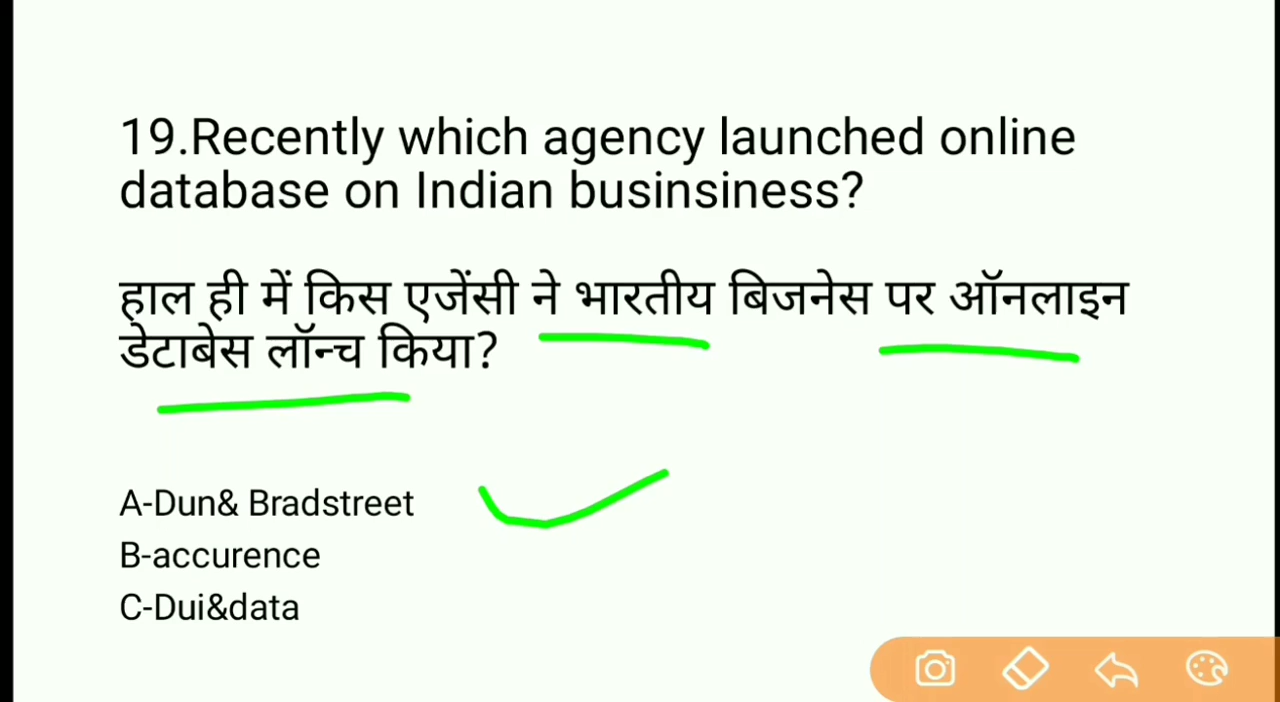 19.Recently which agency launched online
database on Indian businsiness?
हाल ही में किस एजेंसी ने भारतीय बिजनेस पर ऑनलाइन
डेटाबेस लॉन्च किया?
A-Dun& Bradstreet
B-accurence
C-Dui&data